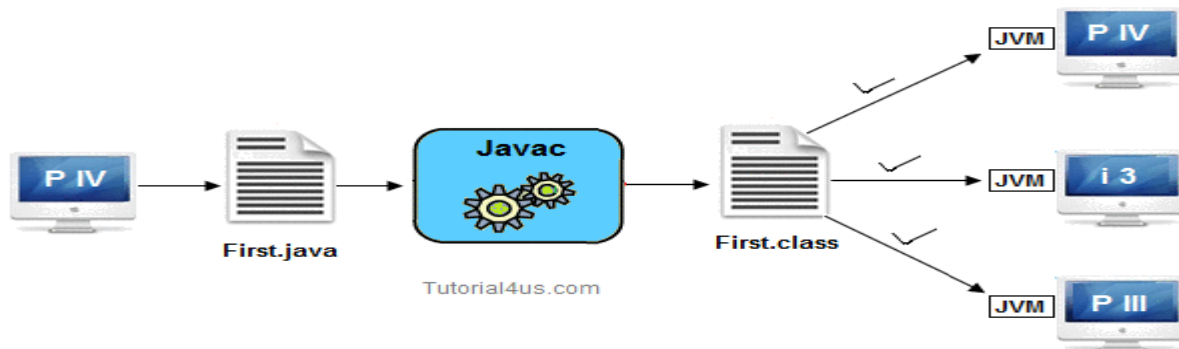 P IV
First.java
Javac
Tutorial4us.com
First.class
JVM
P IV
JVM
i 3
JVM
P III